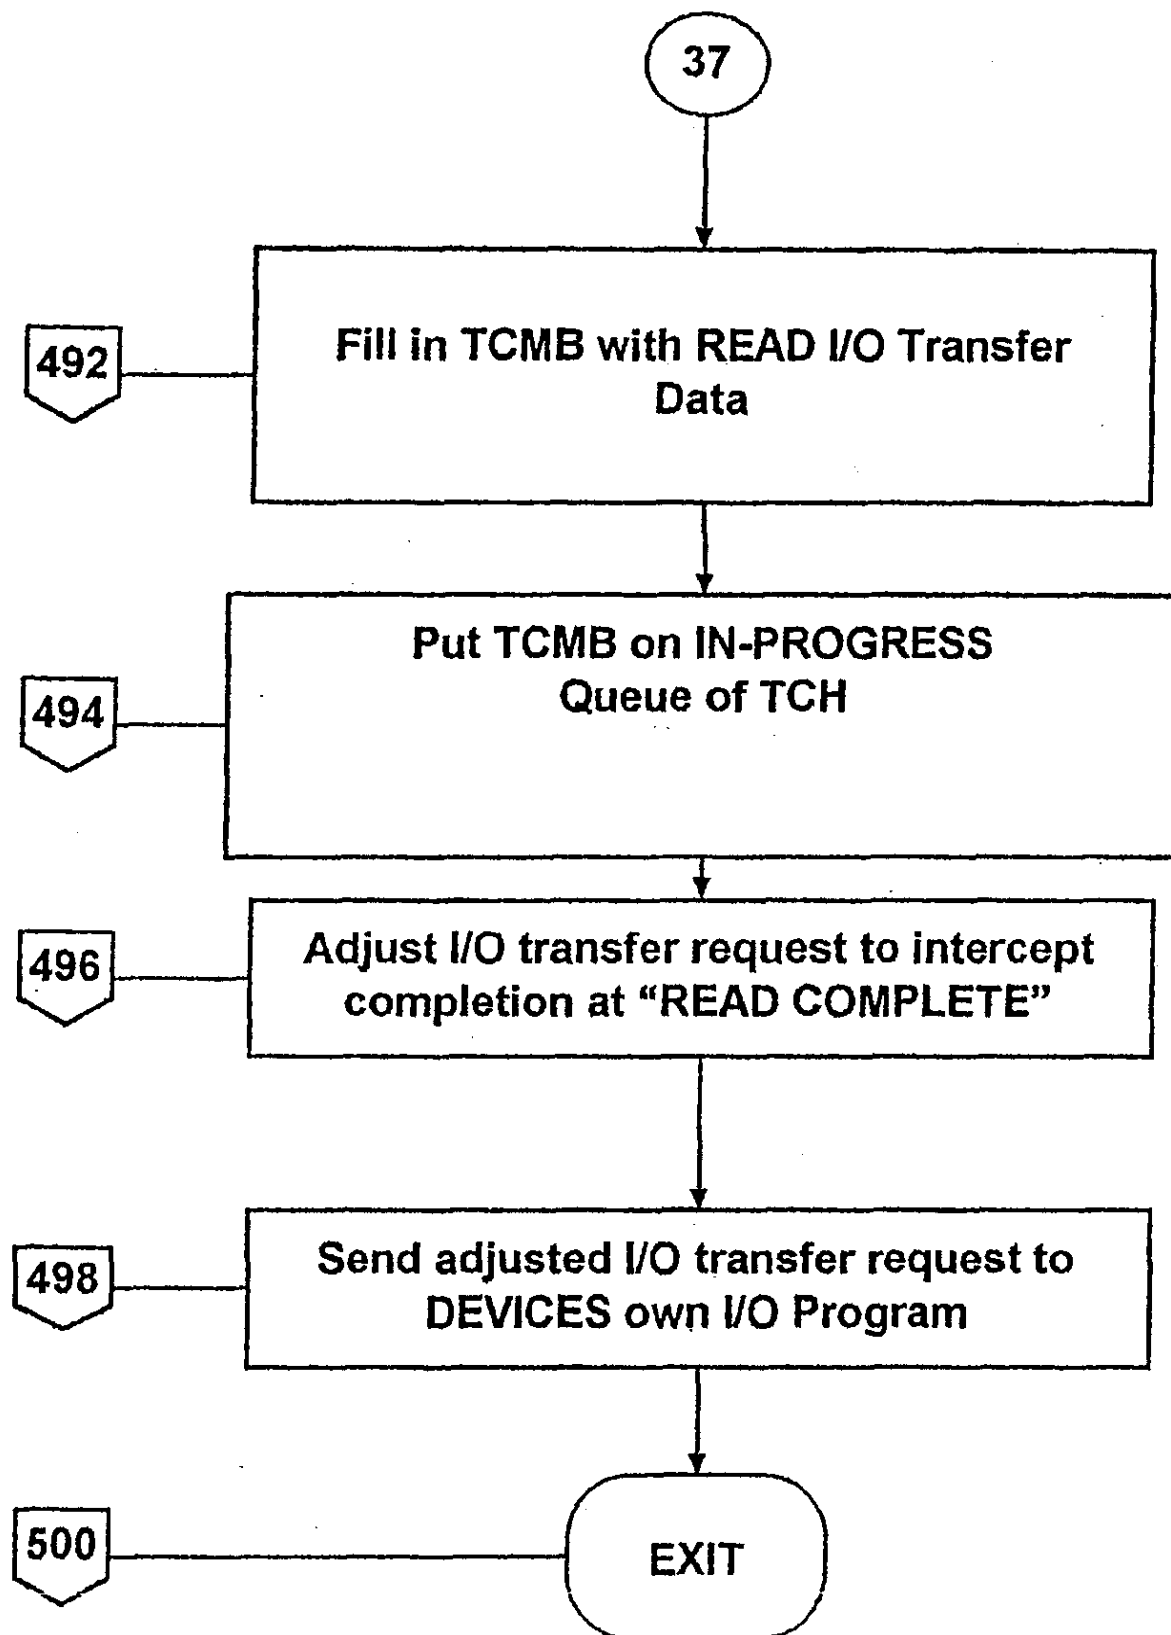 37
492
Fill in TCMB with READ I/O Transfer
Data
494
Put TCMB on IN-PROGRESS
Queue of TCH
496
Adjust I/O transfer request to intercept
completion at “READ COMPLETE”
498
Send adjusted I/O transfer request to
DEVICES own I/O Program
500
EXIT